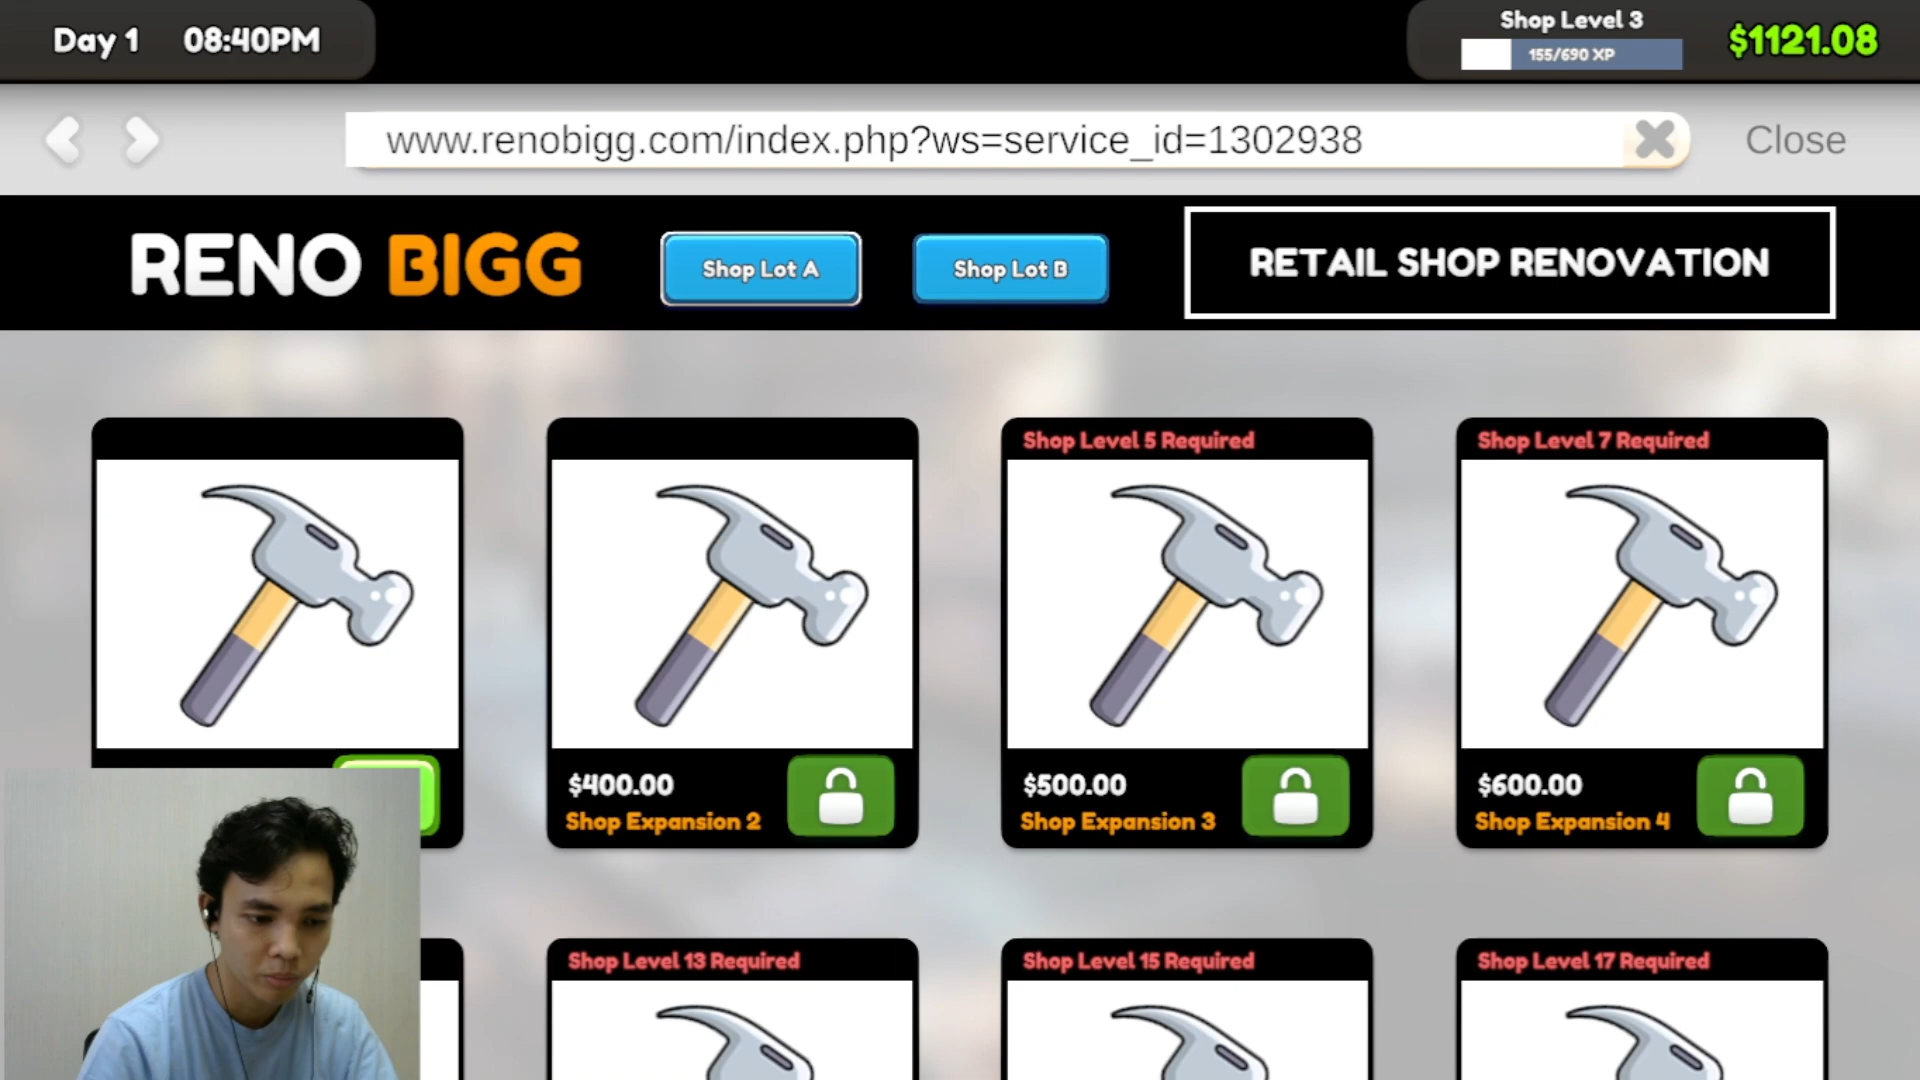 Day 1 08:40PM
Shop Level 3
155/690 XP
$1121.08
www.renobigg.com/index.php?ws=service_id=1302938
Close
RENO BIGG
Shop Lot A
Shop Lot B
RETAIL SHOP RENOVATION
Shop Level 5 Required
Shop Level 7 Required
$400.00
Shop Expansion 2
$500.00
Shop Expansion 3
$600.00
Shop Expansion 4
Shop Level 13 Required
Shop Level 15 Required
Shop Level 17 Required